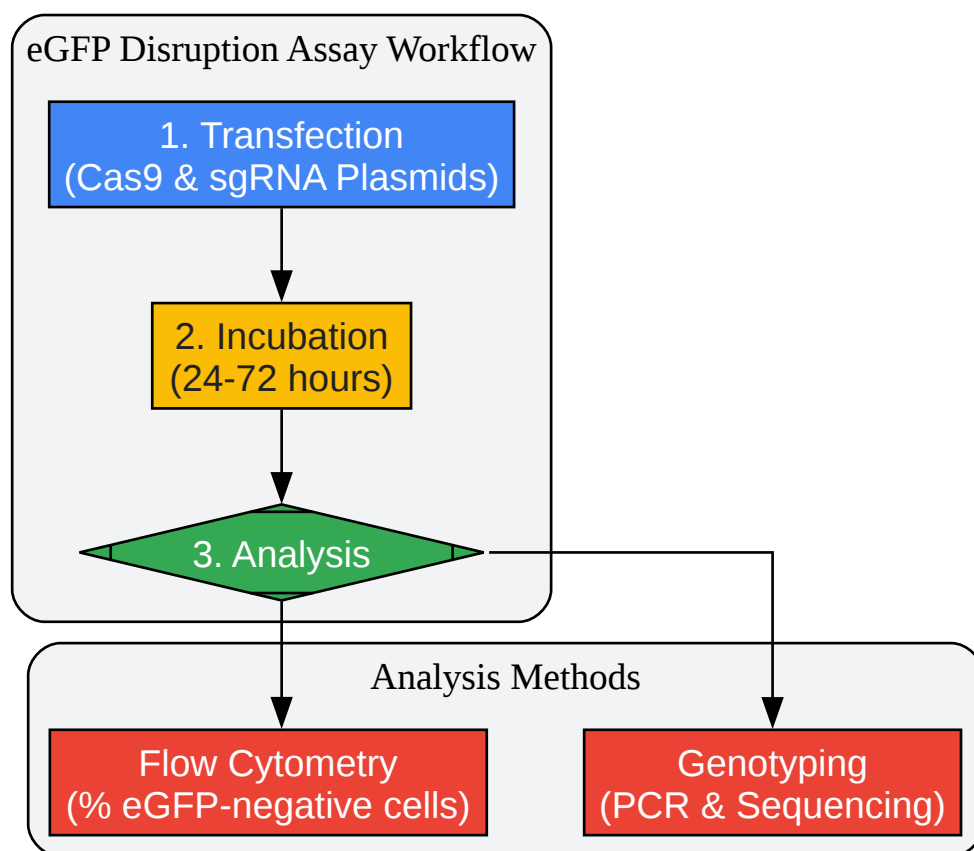 eGFP Disruption Assay Workflow
1. Transfection
(Cas9 & sgRNA Plasmids)
2. Incubation
(24-72 hours)
3. Analysis
Analysis Methods
Flow Cytometry
(% eGFP-negative cells)
Genotyping
(PCR & Sequencing)